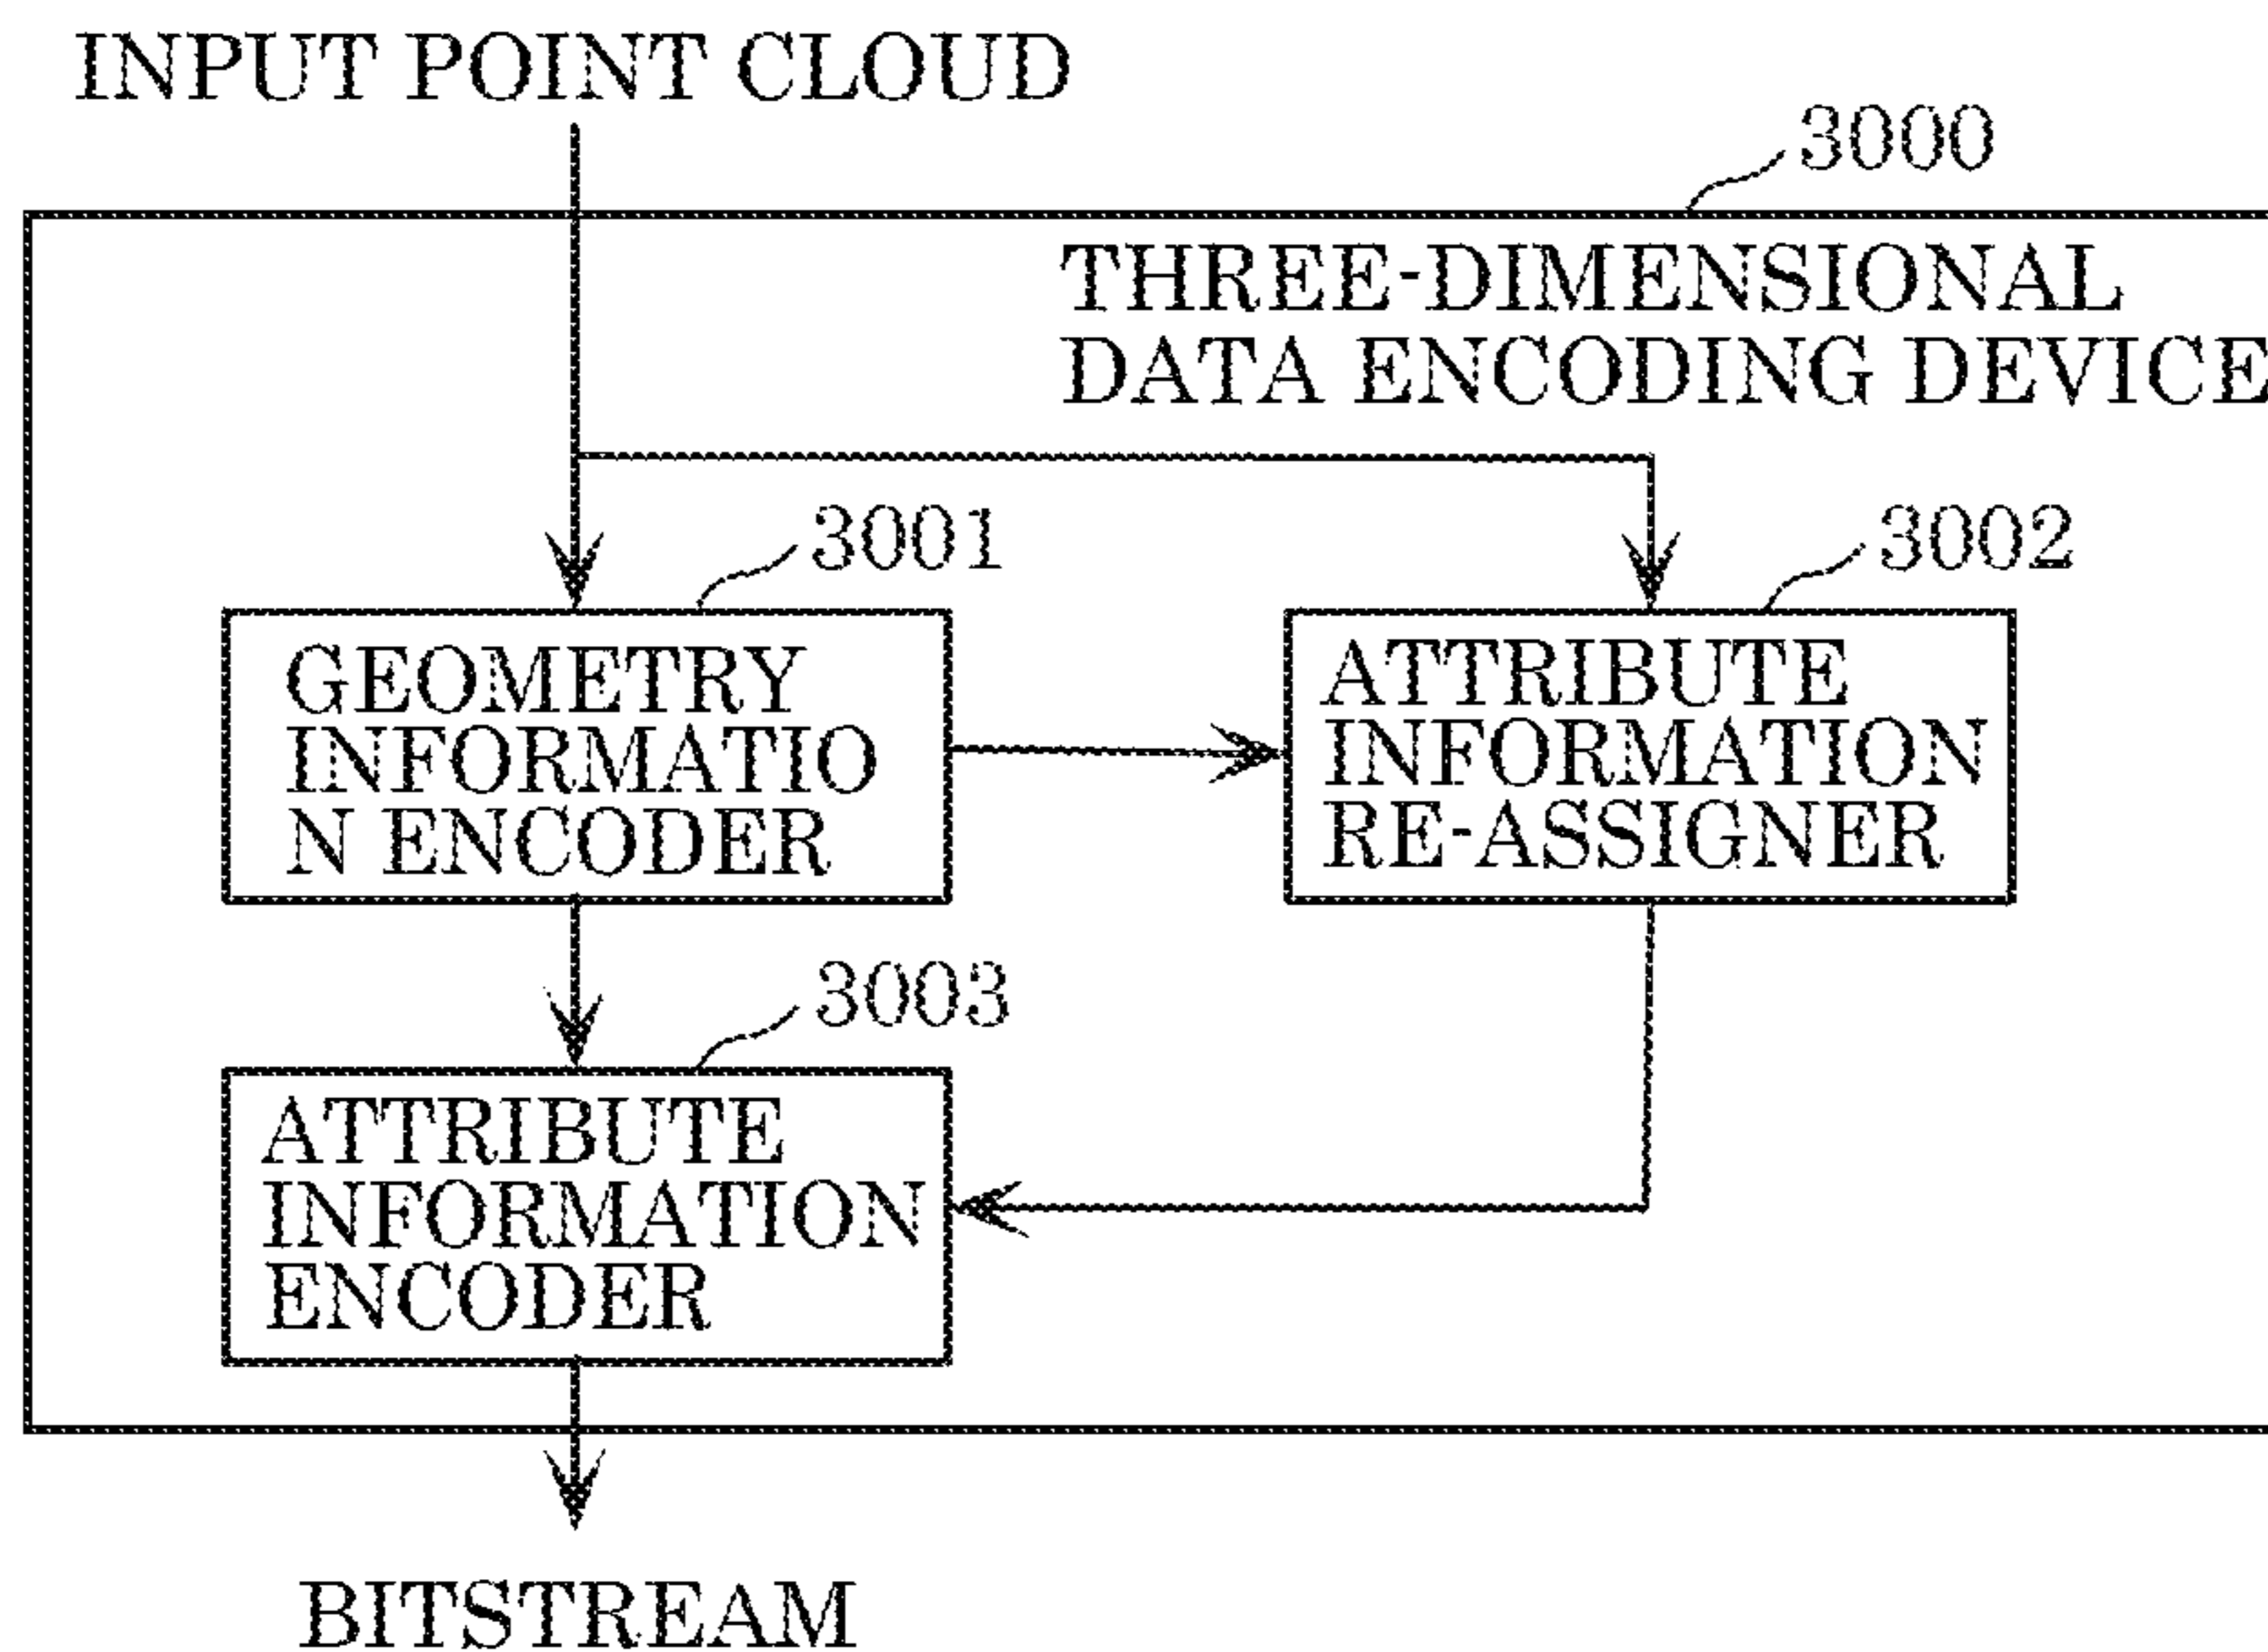 INPUT POINT CLOUD
3000
THREE-DIMENSIONAL
DATA ENCODING DEVICE
3001
3002
GEOMETRY
INFORMATIO
N ENCODER
ATTRIBUTE
INFORMATION
RE-ASSIGNER
3003
ATTRIBUTE
INFORMATION
ENCODER
BITSTREAM